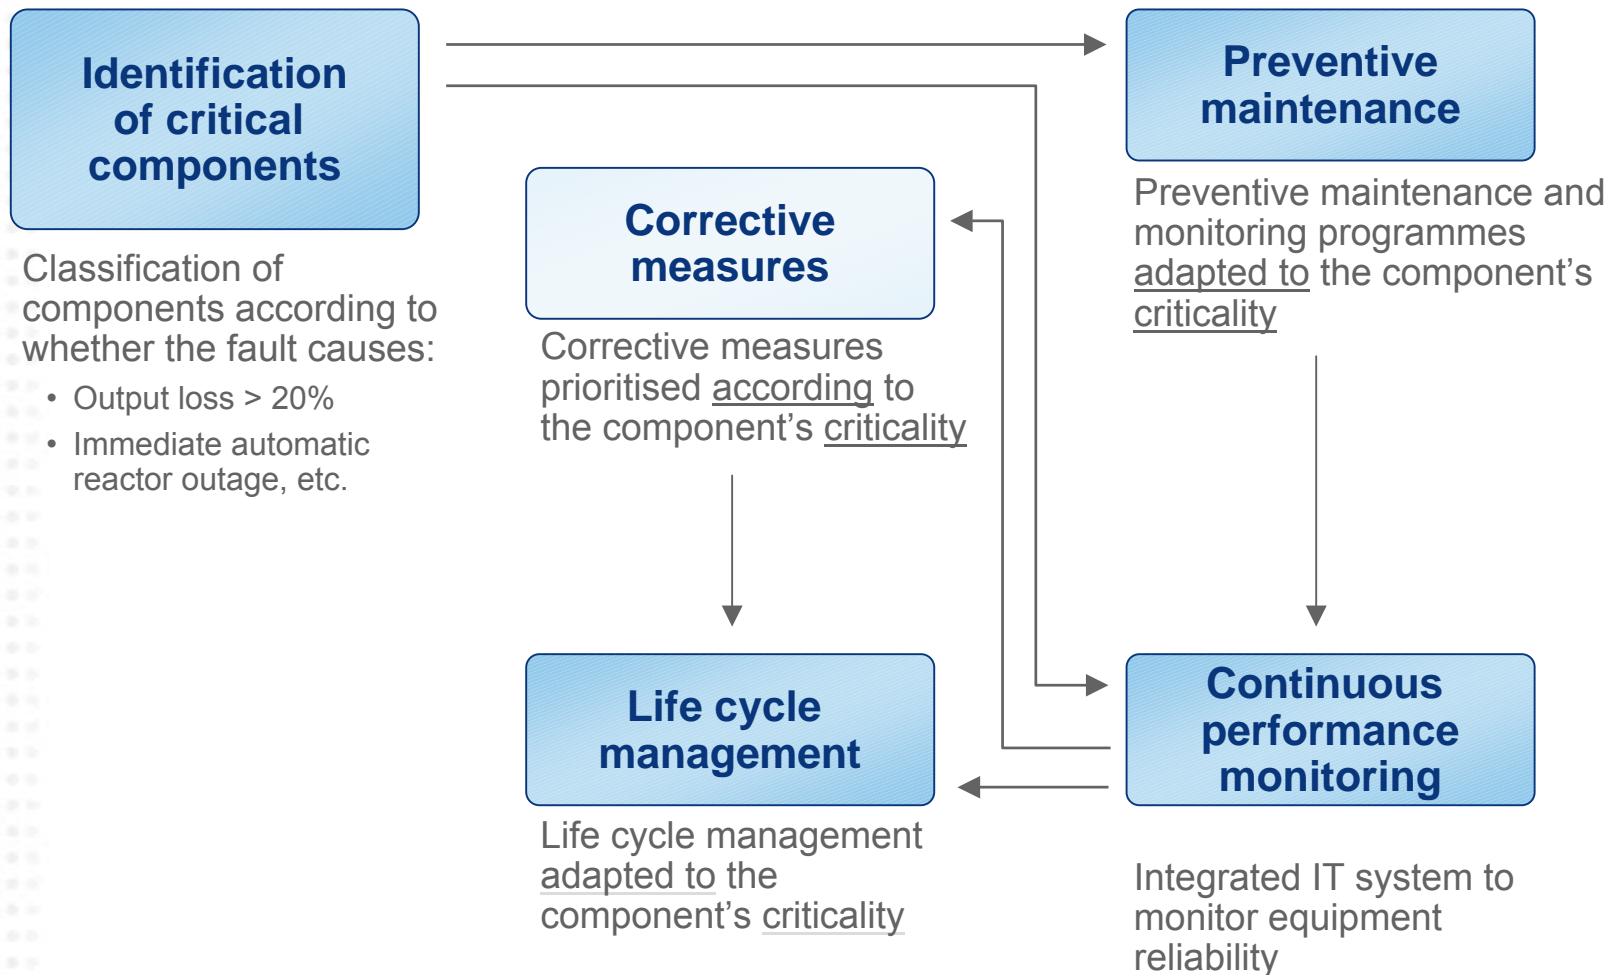 Identification
of critical
components
Classification of
components according to
whether the fault causes:
• Output loss > 20%
• Immediate automatic
reactor outage, etc.
Corrective
measures
Corrective measures
prioritised according to
the component’s criticality
Life cycle
management
Life cycle management
adapted to the
component’s criticality
Preventive
maintenance
Preventive maintenance and
monitoring programmes
adapted to the component’s
criticality
Continuous
performance
monitoring
Integrated IT system to
monitor equipment
reliability